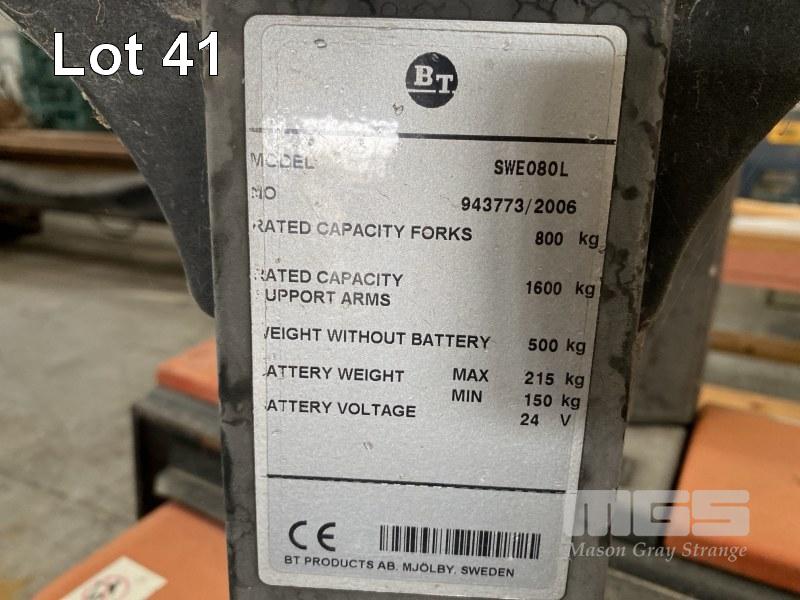 Lot 41
BT
MODEL SWE080L
NO 943773/2006
RATED CAPACITY FORKS 800 kg
RATED CAPACITY
SUPPORT ARMS 1600 kg
WEIGHT WITHOUT BATTERY 500 kg
BATTERY WEIGHT MAX 215 kg
MIN 150 kg
BATTERY VOLTAGE 24 V
CE
BT PRODUCTS AB. MJÖLBY. SWEDEN
MGS
Mason Gray Strange